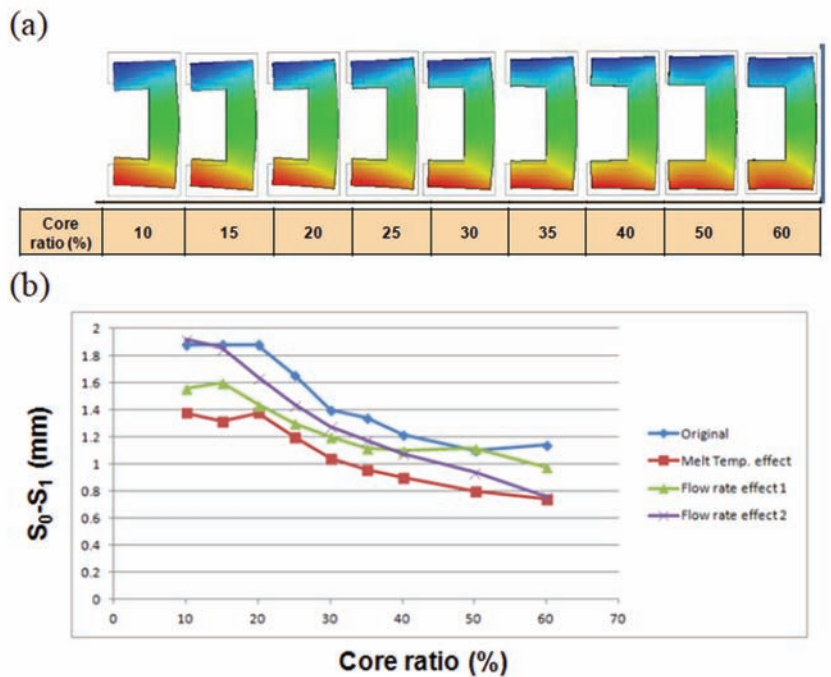 (a)
Core ratio (%) 10 15 20 25 30 35 40 50 60
(b)
2
1.8
1.6
1.4
1.2
1
0.8
0.6
0.4
0.2
0
S₀-S₁ (mm)
0 10 20 30 40 50 60 70
Core ratio (%)
Original
Melt Temp. effect
Flow rate effect 1
Flow rate effect 2